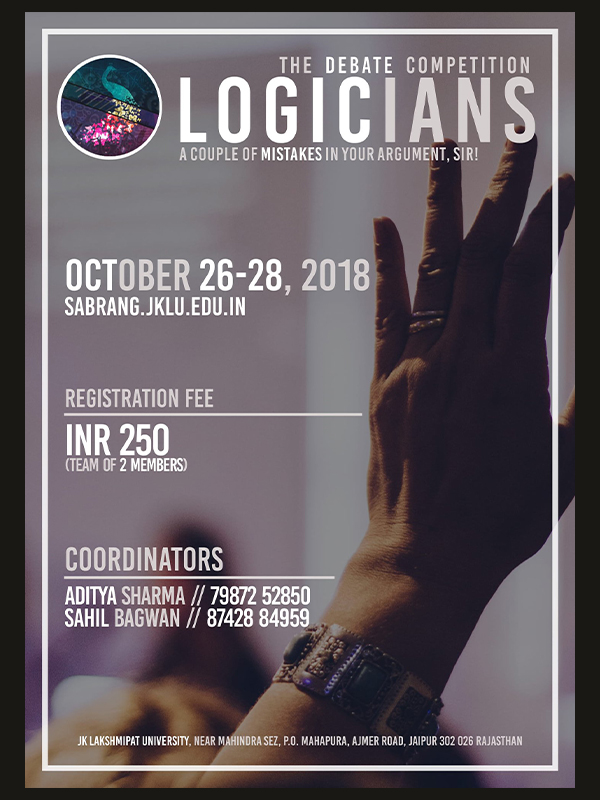 THE DEBATE COMPETITION
LOGICIANS
A COUPLE OF MISTAKES IN YOUR ARGUMENT, SIR!
OCTOBER 26-28, 2018
SABRANG.JKLU.EDU.IN
REGISTRATION FEE
INR 250
(TEAM OF 2 MEMBERS)
COORDINATORS
ADITYA SHARMA // 79872 52850
SAHIL BAGWAN // 87428 84959
JK LAKSHMIPAT UNIVERSITY, NEAR MAHINDRA SEZ, P.O. MAHAPURA, AJMER ROAD, JAIPUR 302 026 RAJASTHAN